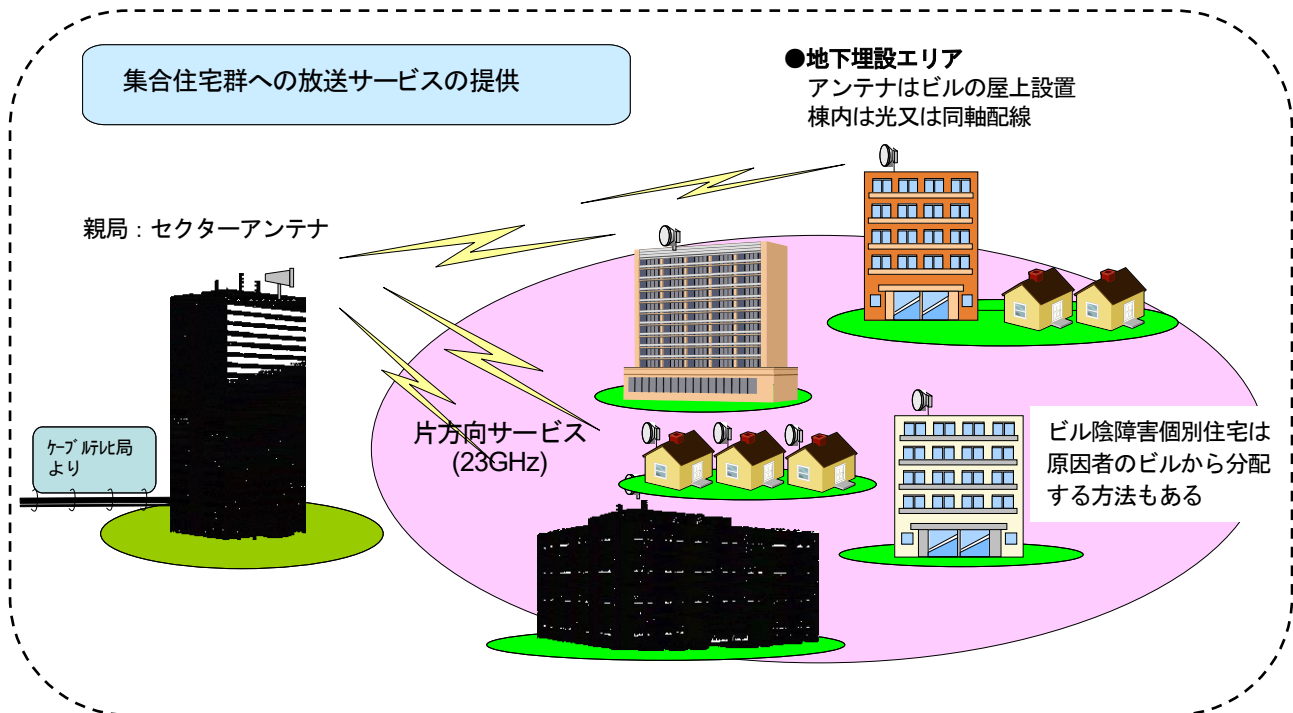 集合住宅群への放送サービスの提供
●地下埋設エリア
アンテナはビルの屋上設置
棟内は光又は同軸配線
親局：セクターアンテナ
ｹｰﾌﾞﾙﾃﾚﾋﾞ局
より
片方向サービス
(23GHz)
ビル陰障害個別住宅は
原因者のビルから分配
する方法もある